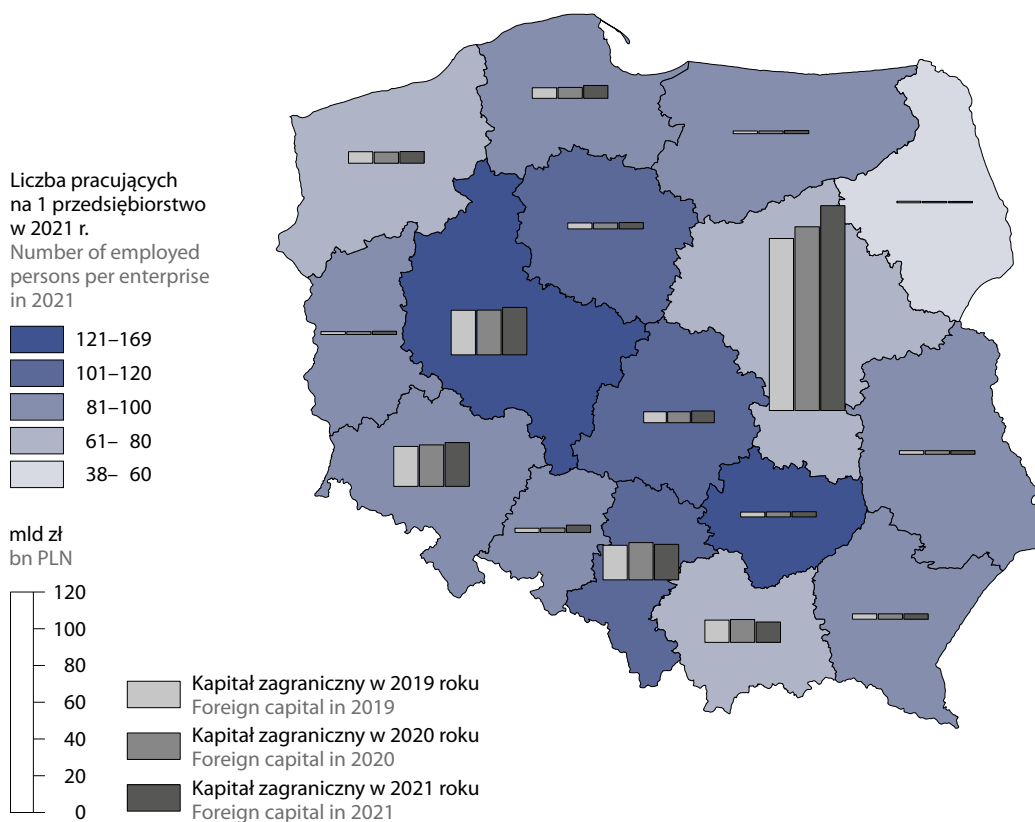 Liczba pracujących
na 1 przedsiębiorstwo
w 2021 r.
Number of employed
persons per enterprise
in 2021
121–169
101–120
81–100
61– 80
38– 60
mld zł
bn PLN
120
100
80
60
40
20
0
Kapitał zagraniczny w 2019 roku
Foreign capital in 2019
Kapitał zagraniczny w 2020 roku
Foreign capital in 2020
Kapitał zagraniczny w 2021 roku
Foreign capital in 2021